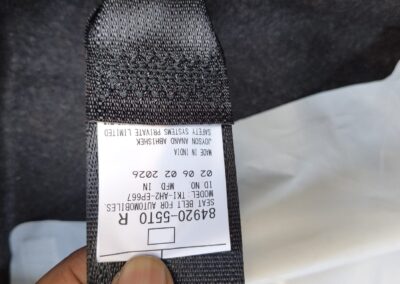 84920-55T0 R
SEAT BELT FOR AUTOMOBILES.
MODEL TKI-AH2-EP667
ID NO MFD IN
02 06 02 2026
MADE IN INDIA
JOYSON ANAND ABHISHEK
SAFETY SYSTEMS PRIVATE LIMITED